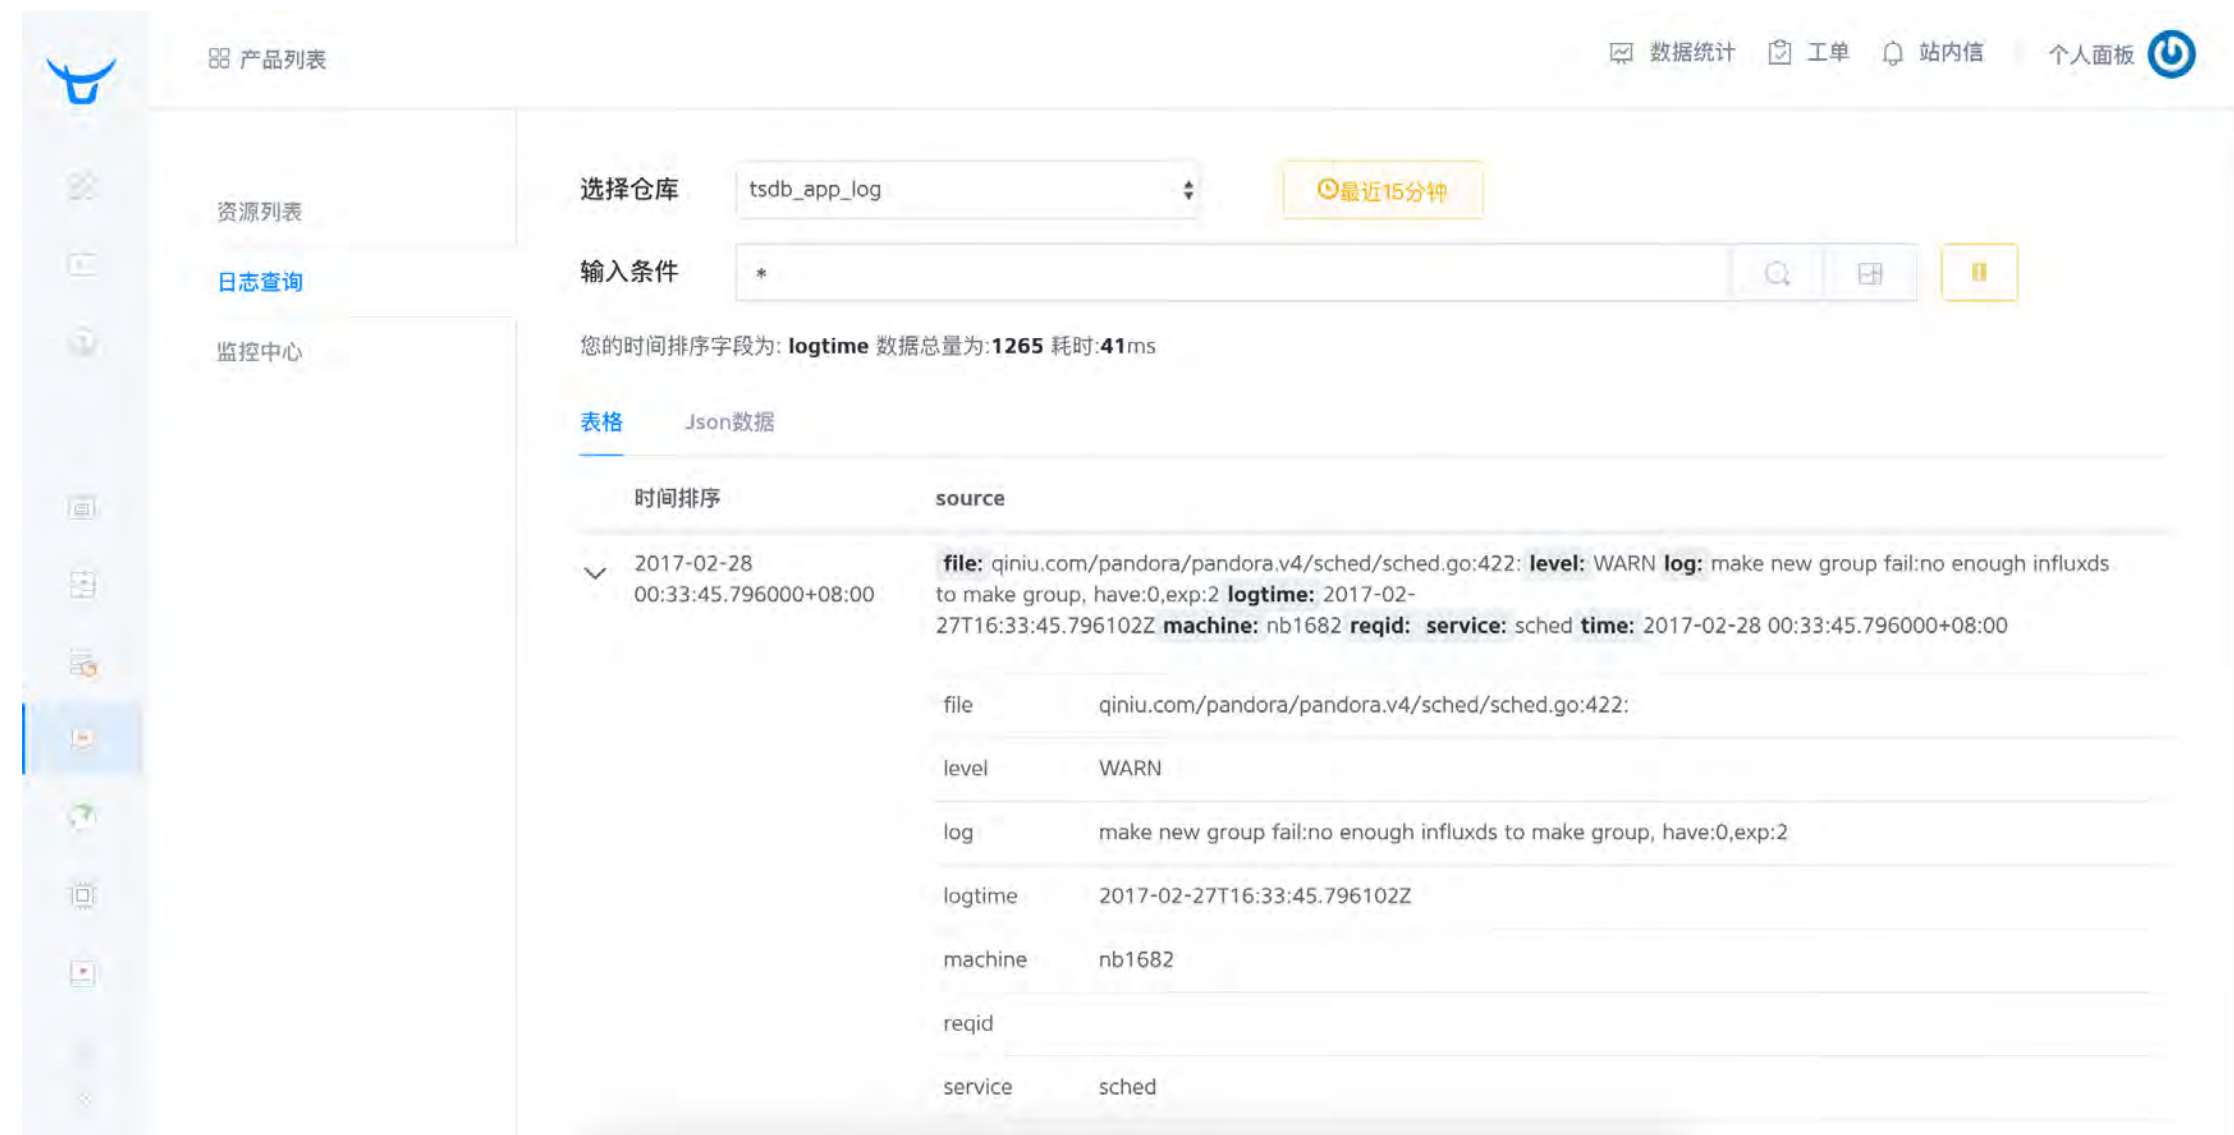 产品列表
数据统计 工单 站内信 个人面板
资源列表
日志查询
监控中心
选择仓库 tsdb_app_log 最近15分钟
输入条件 *
您的时间排序字段为: logtime 数据总量为:1265 耗时:41ms
表格 Json数据
时间排序 source
2017-02-28
00:33:45.796000+08:00
file: qiniu.com/pandora/pandora.v4/sched/sched.go:422: level: WARN log: make new group fail:no enough influxds
to make group, have:0,exp:2 logtime: 2017-02-
27T16:33:45.796102Z machine: nb1682 reqid: service: sched time: 2017-02-28 00:33:45.796000+08:00
file qiniu.com/pandora/pandora.v4/sched/sched.go:422:
level WARN
log make new group fail:no enough influxds to make group, have:0,exp:2
logtime 2017-02-27T16:33:45.796102Z
machine nb1682
reqid
service sched